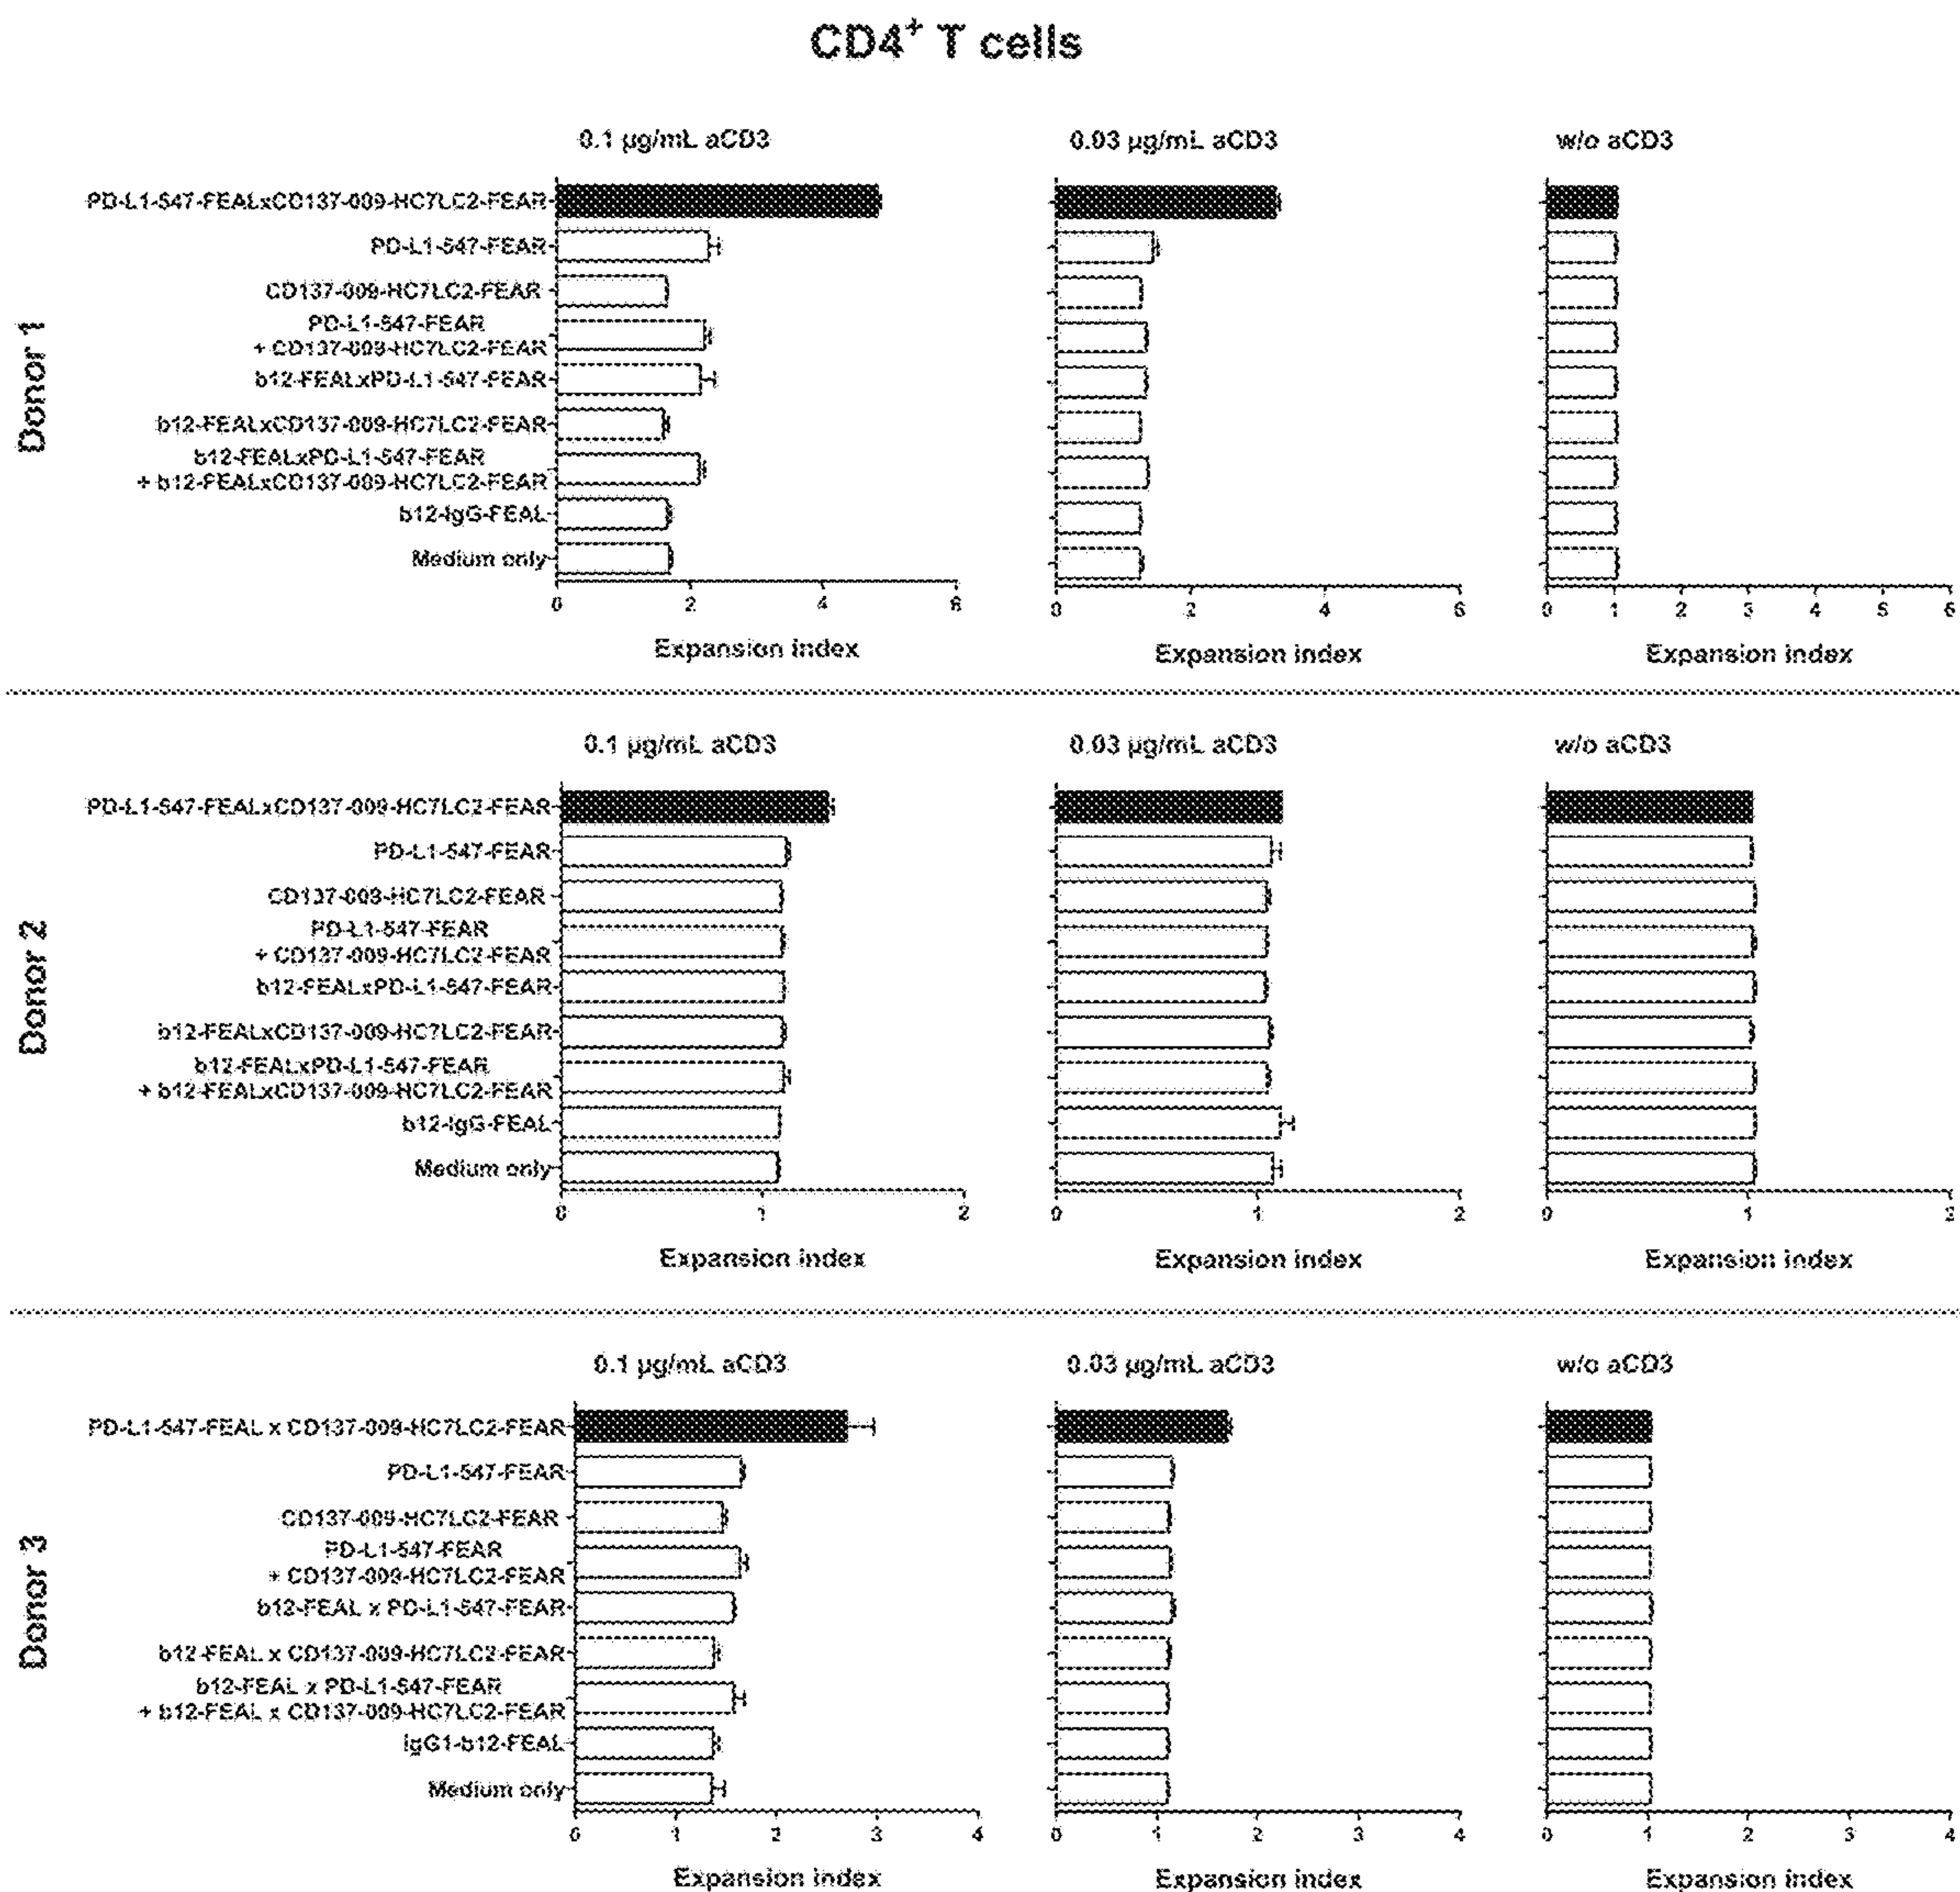 CD4+ T cells
Donor 1
0.1 µg/mL aCD3
0.03 µg/mL aCD3
w/o aCD3
PD-L1-547-FEALxCD137-009-HC7LC2-FEAR
PD-L1-547-FEAR
CD137-009-HC7LC2-FEAR
PD-L1-547-FEAR
+ CD137-009-HC7LC2-FEAR
b12-FEALxPD-L1-547-FEAR
b12-FEALxCD137-009-HC7LC2-FEAR
b12-FEALxPD-L1-547-FEAR
+ b12-FEALxCD137-009-HC7LC2-FEAR
b12-IgG-FEAL
Medium only
0 2 4 6
0 2 4 6
0 1 2 3 4 5 6
Expansion index
Expansion index
Expansion index
Donor 2
0.1 µg/mL aCD3
0.03 µg/mL aCD3
w/o aCD3
PD-L1-547-FEALxCD137-009-HC7LC2-FEAR
PD-L1-547-FEAR
CD137-009-HC7LC2-FEAR
PD-L1-547-FEAR
+ CD137-009-HC7LC2-FEAR
b12-FEALxPD-L1-547-FEAR
b12-FEALxCD137-009-HC7LC2-FEAR
b12-FEALxPD-L1-547-FEAR
+ b12-FEALxCD137-009-HC7LC2-FEAR
b12-IgG-FEAL
Medium only
0 1 2
0 1 2
0 1 2
Expansion index
Expansion index
Expansion index
Donor 3
0.1 µg/mL aCD3
0.03 µg/mL aCD3
w/o aCD3
PD-L1-547-FEAL x CD137-009-HC7LC2-FEAR
PD-L1-547-FEAR
CD137-009-HC7LC2-FEAR
PD-L1-547-FEAR
+ CD137-009-HC7LC2-FEAR
b12-FEAL x PD-L1-547-FEAR
b12-FEAL x CD137-009-HC7LC2-FEAR
b12-FEAL x PD-L1-547-FEAR
+ b12-FEAL x CD137-009-HC7LC2-FEAR
IgG1-b12-FEAL
Medium only
0 1 2 3 4
0 1 2 3 4
0 1 2 3 4
Expansion index
Expansion index
Expansion index